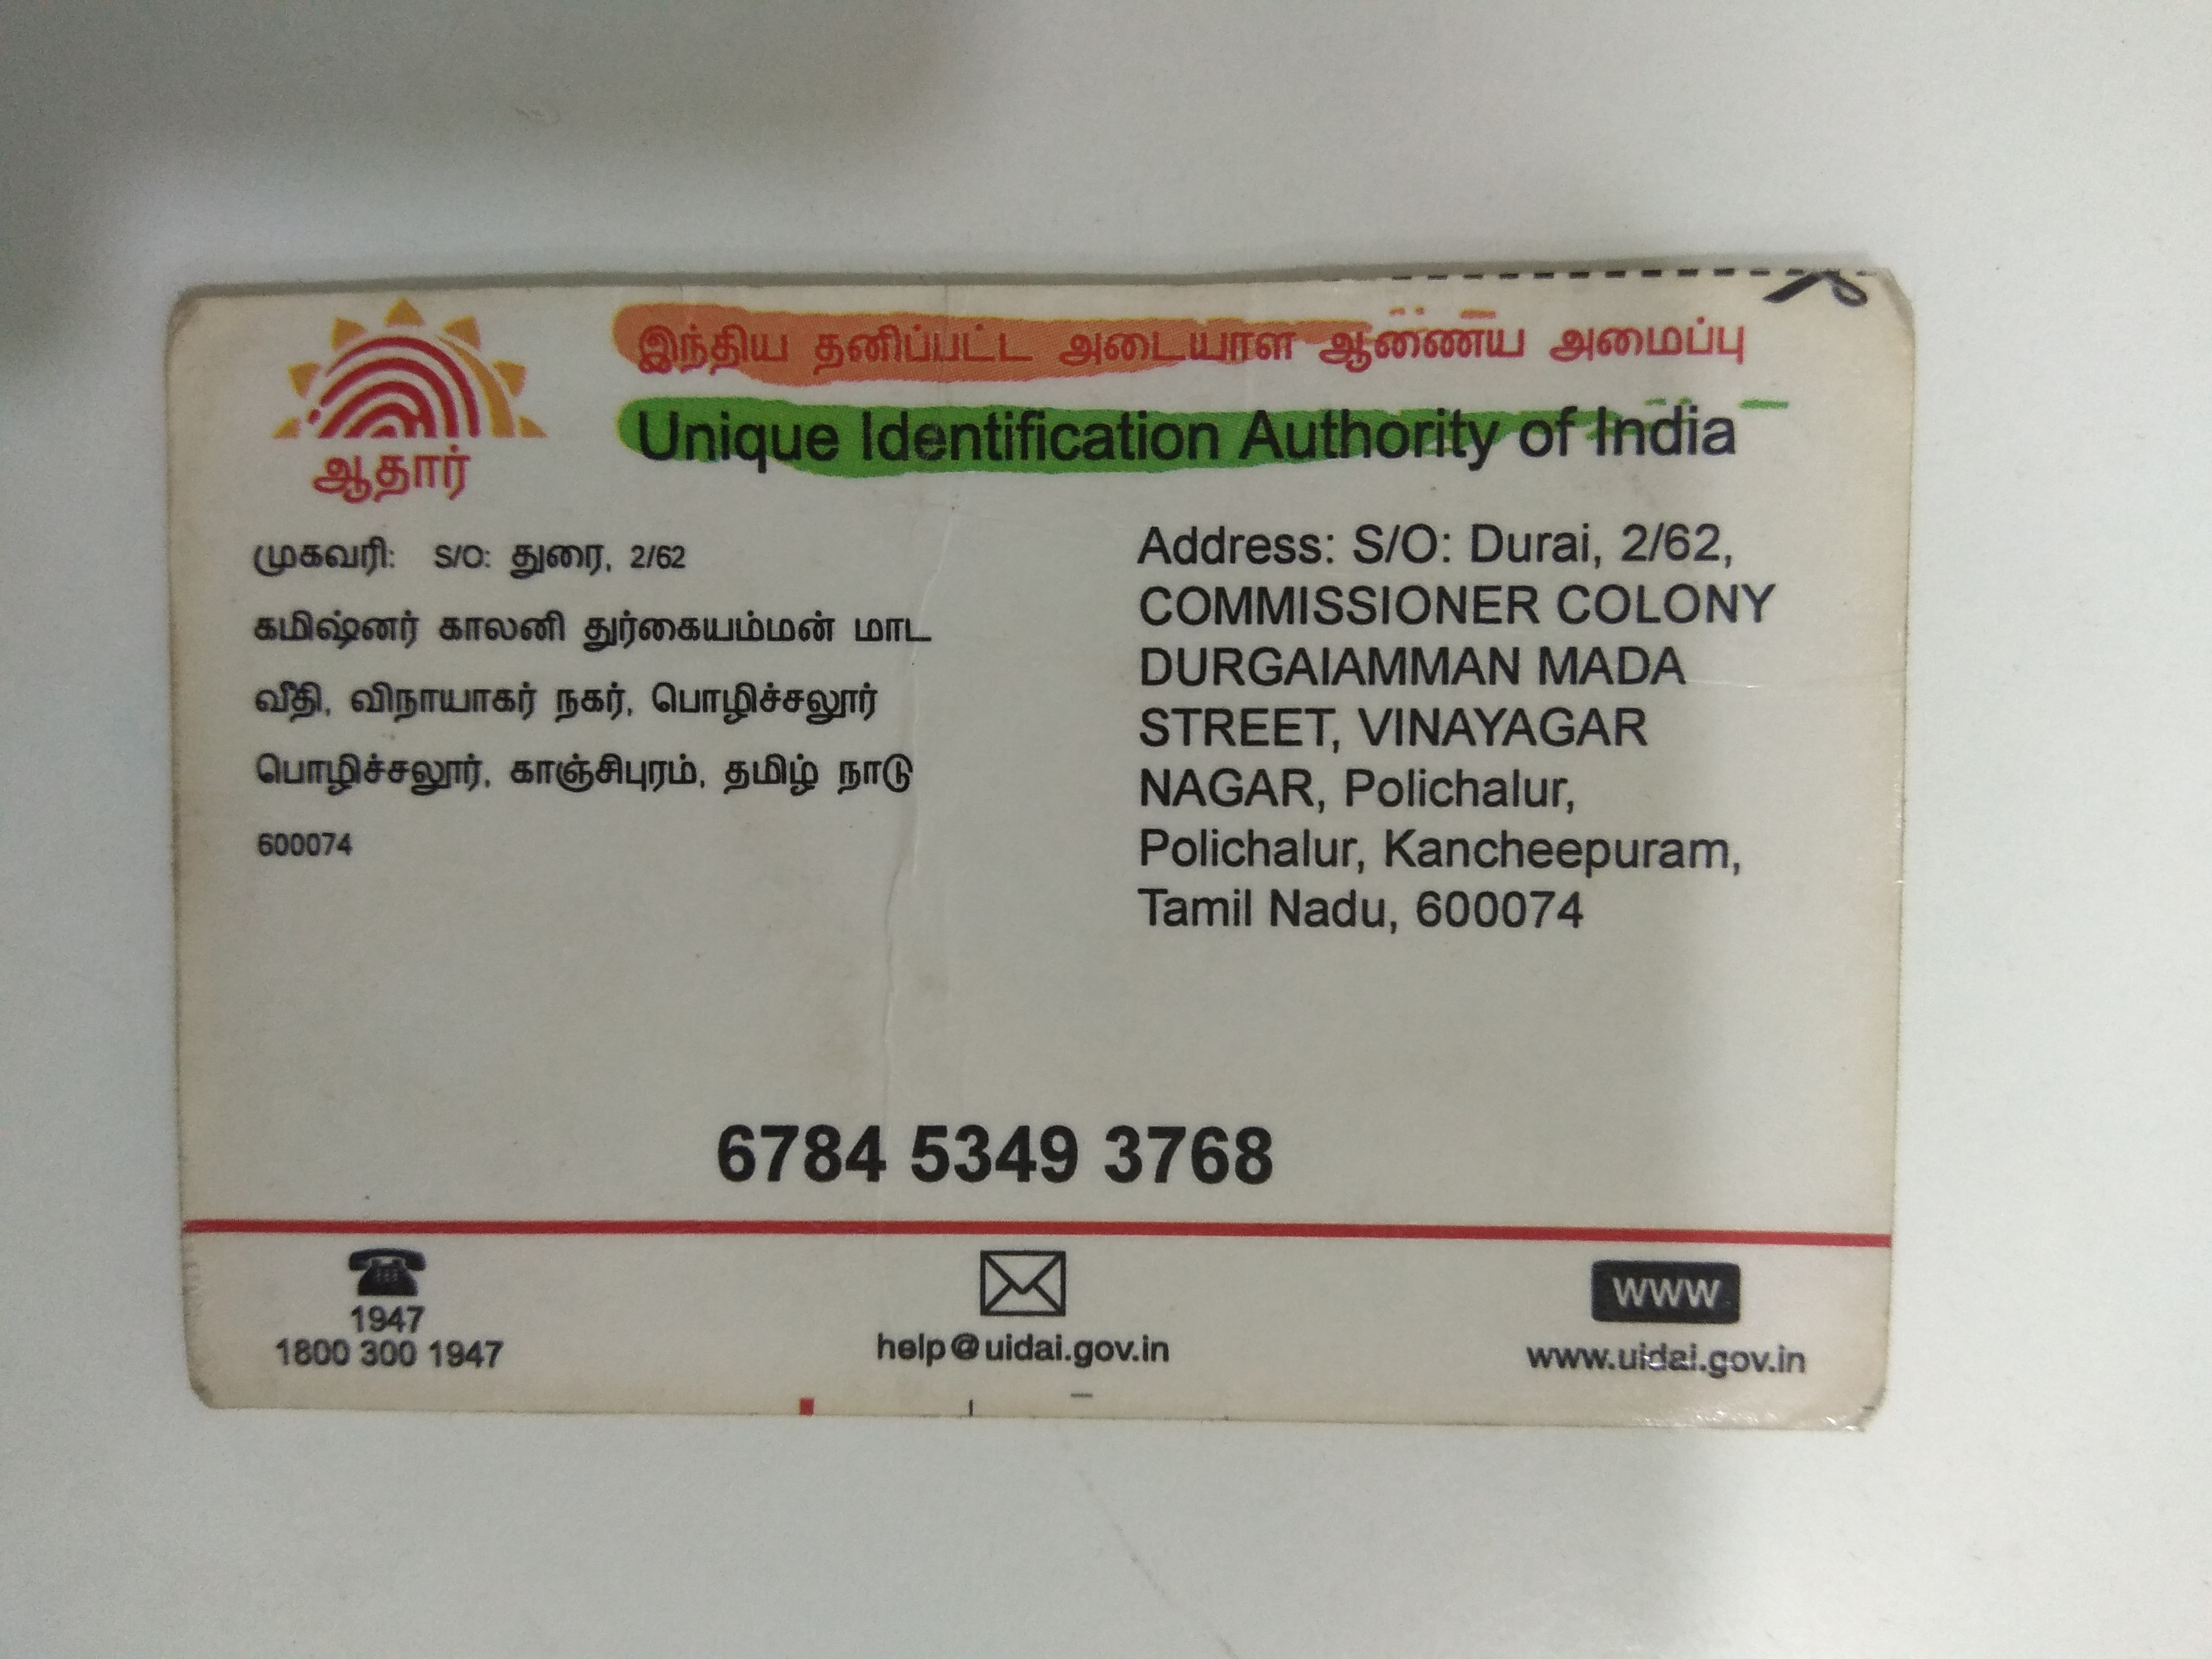 இந்திய தனிப்பட்ட அடையாள ஆணைய அமைப்பு
Unique Identification Authority of India
ஆதார்
முகவரி: S/O: துரை, 2/62
கமிஷ்னர் காலனி துர்கையம்மன் மாட
வீதி, விநாயாகர் நகர், பொழிச்சலூர்
பொழிச்சலூர், காஞ்சிபுரம், தமிழ் நாடு
600074
Address: S/O: Durai, 2/62,
COMMISSIONER COLONY
DURGAIAMMAN MADA
STREET, VINAYAGAR
NAGAR, Polichalur,
Polichalur, Kancheepuram,
Tamil Nadu, 600074
6784 5349 3768
1947
1800 300 1947
help@uidai.gov.in
www
www.uidai.gov.in